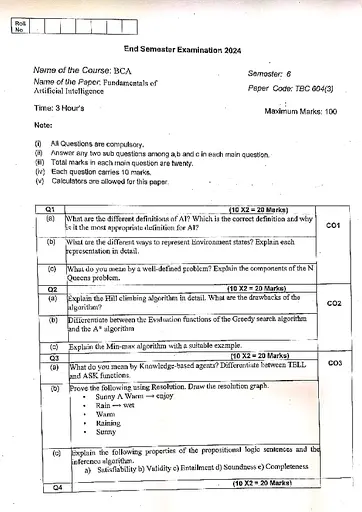 Roll No.
End Semester Examination 2024
Name of the Course: BCA
Semester: 6
Name of the Paper: Fundamentals of
Artificial Intelligence
Paper Code: TBC 604(3)
Time: 3 Hour's
Maximum Marks: 100
Note:
(i) All Questions are compulsory.
(ii) Answer any two sub questions among a,b and c in each main question.
(iii) Total marks in each main question are twenty.
(iv) Each question carries 10 marks.
(v) Calculators are allowed for this paper.
Q1 (10 X2 = 20 Marks)
(a) What are the different definitions of AI? Which is the correct definition and why
is it the most appropriate definition for AI?
CO1
(b) What are the different ways to represent Environment states? Explain each
representation in detail.
(c) What do you mean by a well-defined problem? Explain the components of the N
Queens problem.
Q2 (10 X2 = 20 Marks)
(a) Explain the Hill climbing algorithm in detail. What are the drawbacks of the
algorithm?
CO2
(b) Differentiate between the Evaluation functions of the Greedy search algorithm
and the A* algorithm
(c) Explain the Min-max algorithm with a suitable example.
Q3 (10 X2 = 20 Marks)
(a) What do you mean by Knowledge-based agents? Differentiate between TELL
and ASK functions.
CO3
(b) Prove the following using Resolution. Draw the resolution graph.
• Sunny Λ Warm → enjoy
• Rain → wet
• Warm
• Raining
• Sunny
(c) Explain the following properties of the propositional logic sentences and the
inference algorithm.
a) Satisfiability b) Validity c) Entailment d) Soundness e) Completeness
Q4 (10 X2 = 20 Marks)